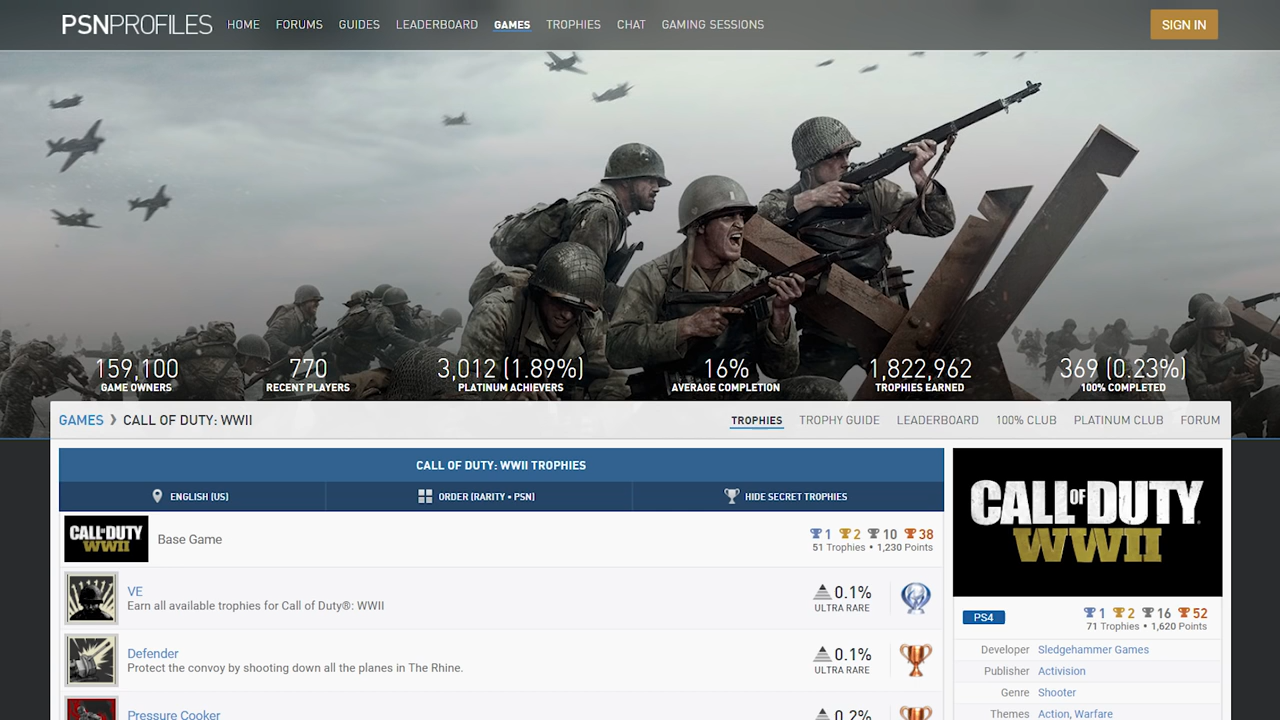 PSNPROFILES HOME FORUMS GUIDES LEADERBOARD GAMES TROPHIES CHAT GAMING SESSIONS SIGN IN
159,100 770 3,012 (1.89%) 16% 1,822,962 369 (0.23%)
GAME OWNERS RECENT PLAYERS PLATINUM ACHIEVERS AVERAGE COMPLETION TROPHIES EARNED 100% COMPLETED
GAMES › CALL OF DUTY: WWII TROPHIES TROPHY GUIDE LEADERBOARD 100% CLUB PLATINUM CLUB FORUM
CALL OF DUTY: WWII TROPHIES
ENGLISH (US) ORDER (RARITY • PSN) HIDE SECRET TROPHIES
CALL OF DUTY
WWII
Base Game
1 2 10 38
51 Trophies • 1,230 Points
VE
Earn all available trophies for Call of Duty®: WWII
0.1%
ULTRA RARE
Defender
Protect the convoy by shooting down all the planes in The Rhine.
0.1%
ULTRA RARE
Pressure Cooker
0.2%
CALL OF DUTY
WWII
PS4
1 2 16 52
71 Trophies • 1,620 Points
Developer Sledgehammer Games
Publisher Activision
Genre Shooter
Themes Action, Warfare